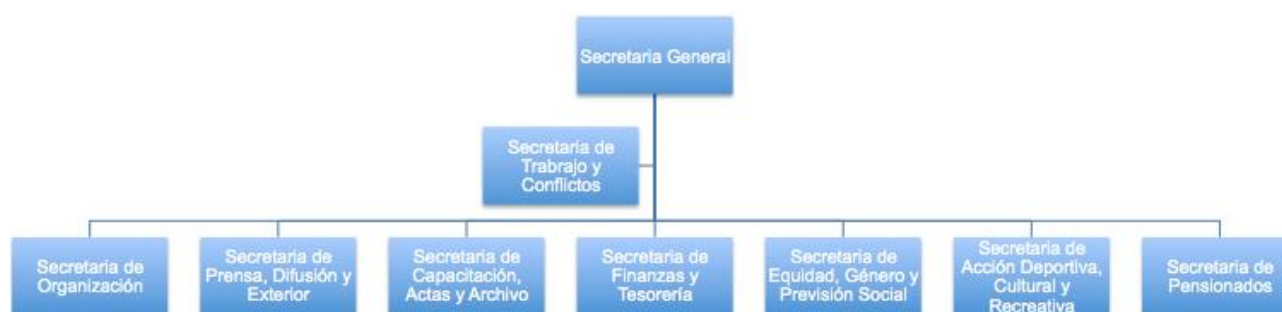 Secretaria General
Secretaria de
Trabrajo y
Conflictos
Secretaria de
Organización
Secretaria de
Prensa, Difusión y
Exterior
Secretaria de
Capacitación,
Actas y Archivo
Secretaria de
Finanzas y
Tesorería
Secretaria de
Equidad, Género y
Previsión Social
Secretaria de
Acción Deportiva,
Cultural y
Recreativa
Secretaria de
Pensionados